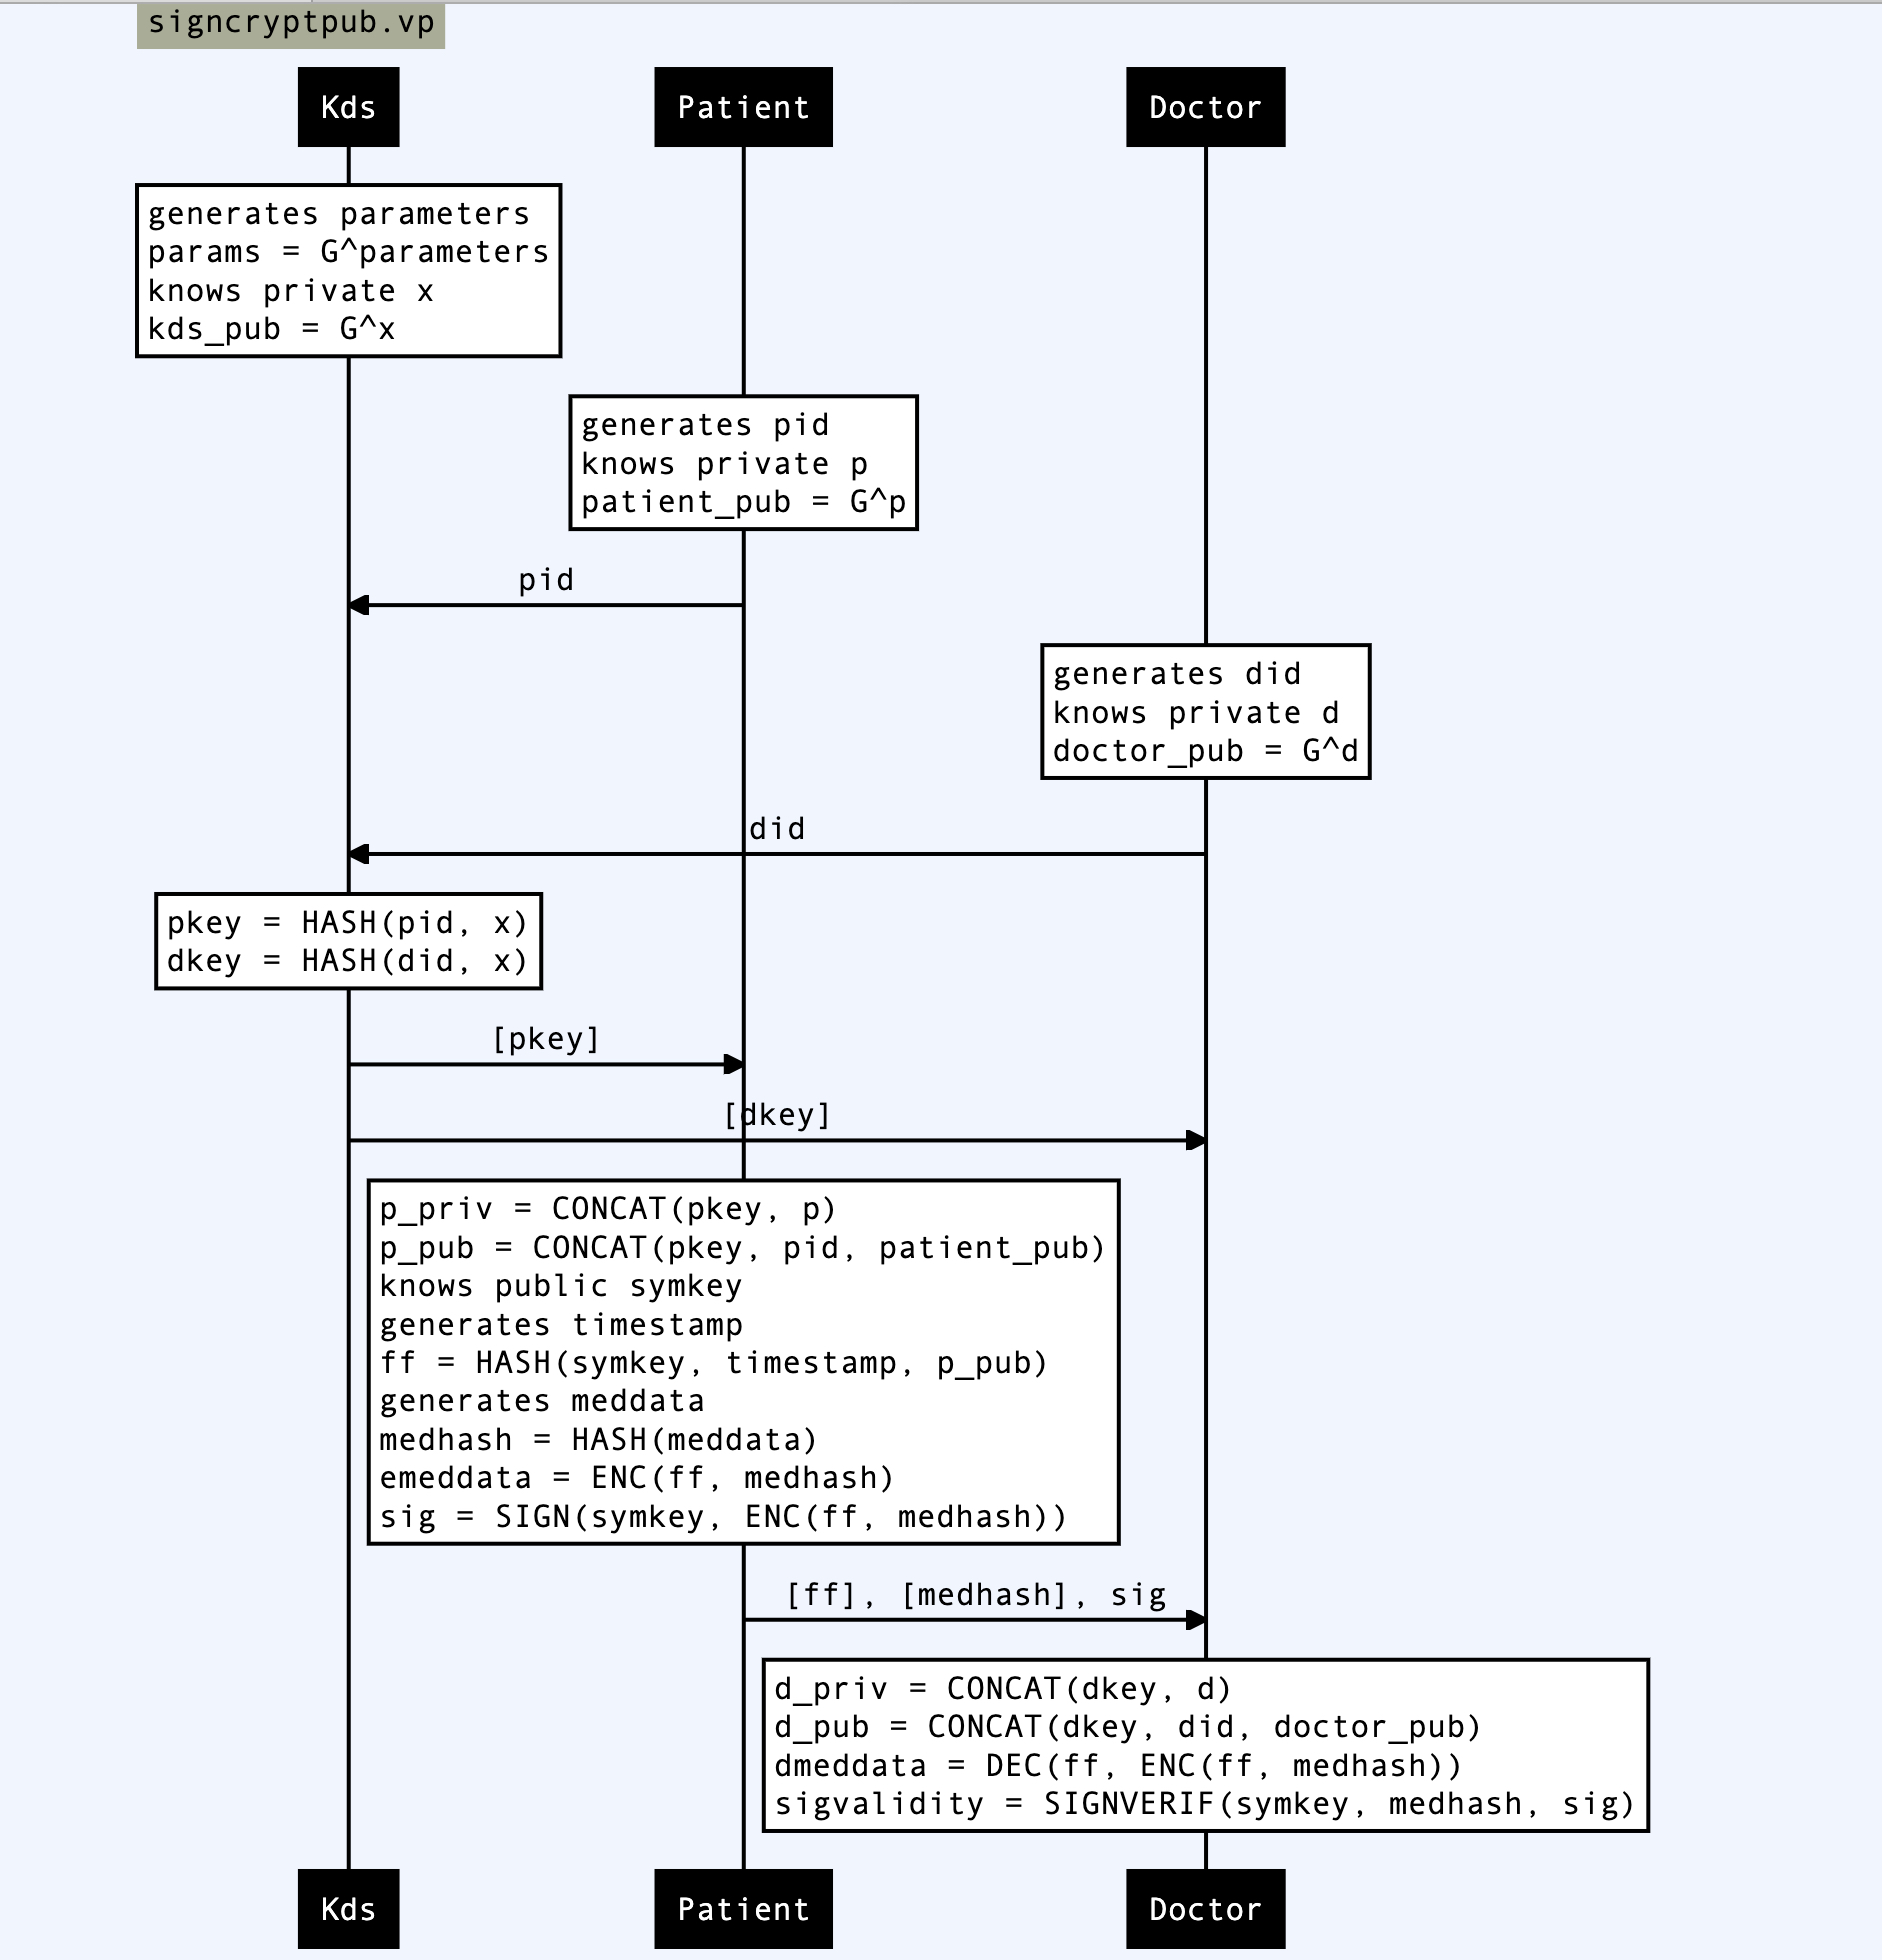 signcryptpub.vp
Kds
Patient
Doctor
generates parameters
params = G^parameters
knows private x
kds_pub = G^x
generates pid
knows private p
patient_pub = G^p
pid
generates did
knows private d
doctor_pub = G^d
did
pkey = HASH(pid, x)
dkey = HASH(did, x)
[pkey]
[dkey]
p_priv = CONCAT(pkey, p)
p_pub = CONCAT(pkey, pid, patient_pub)
knows public symkey
generates timestamp
ff = HASH(symkey, timestamp, p_pub)
generates meddata
medhash = HASH(meddata)
emeddata = ENC(ff, medhash)
sig = SIGN(symkey, ENC(ff, medhash))
[ff], [medhash], sig
d_priv = CONCAT(dkey, d)
d_pub = CONCAT(dkey, did, doctor_pub)
dmeddata = DEC(ff, ENC(ff, medhash))
sigvalidity = SIGNVERIF(symkey, medhash, sig)
Kds
Patient
Doctor